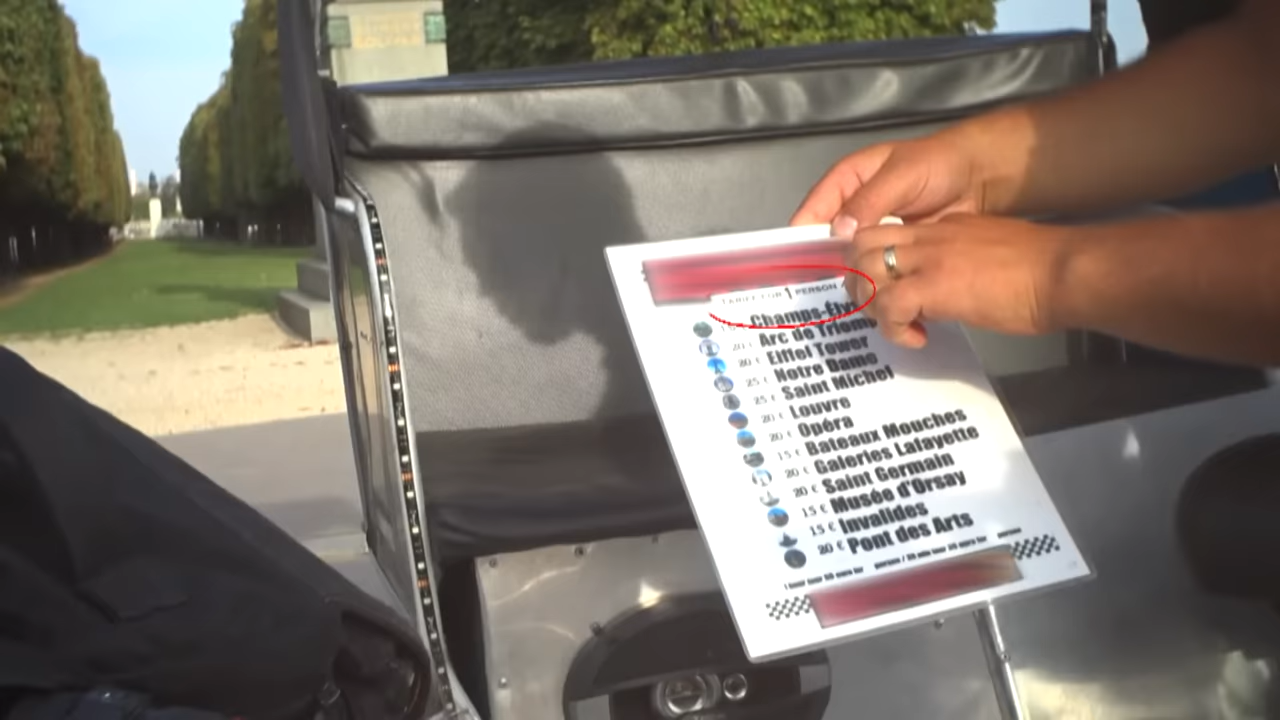 TARIFF FOR 1 PERSON
Champs-Élys
20 € Arc de Triomp
20 € Eiffel Tower
25 € Notre Dame
25 € Saint Michel
20 € Louvre
20 € Opéra
15 € Bateaux Mouches
20 € Galeries Lafayette
20 € Saint Germain
15 € Musée d'Orsay
15 € Invalides
20 € Pont des Arts